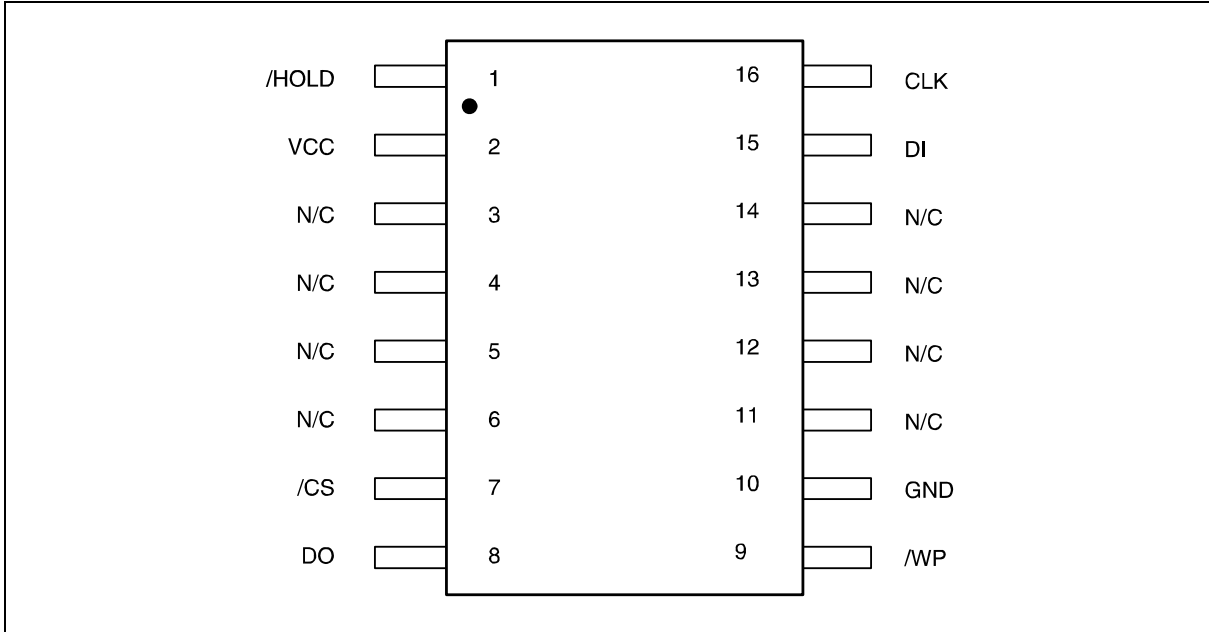 /HOLD 1 16 CLK
VCC 2 15 DI
N/C 3 14 N/C
N/C 4 13 N/C
N/C 5 12 N/C
N/C 6 11 N/C
/CS 7 10 GND
DO 8 9 /WP